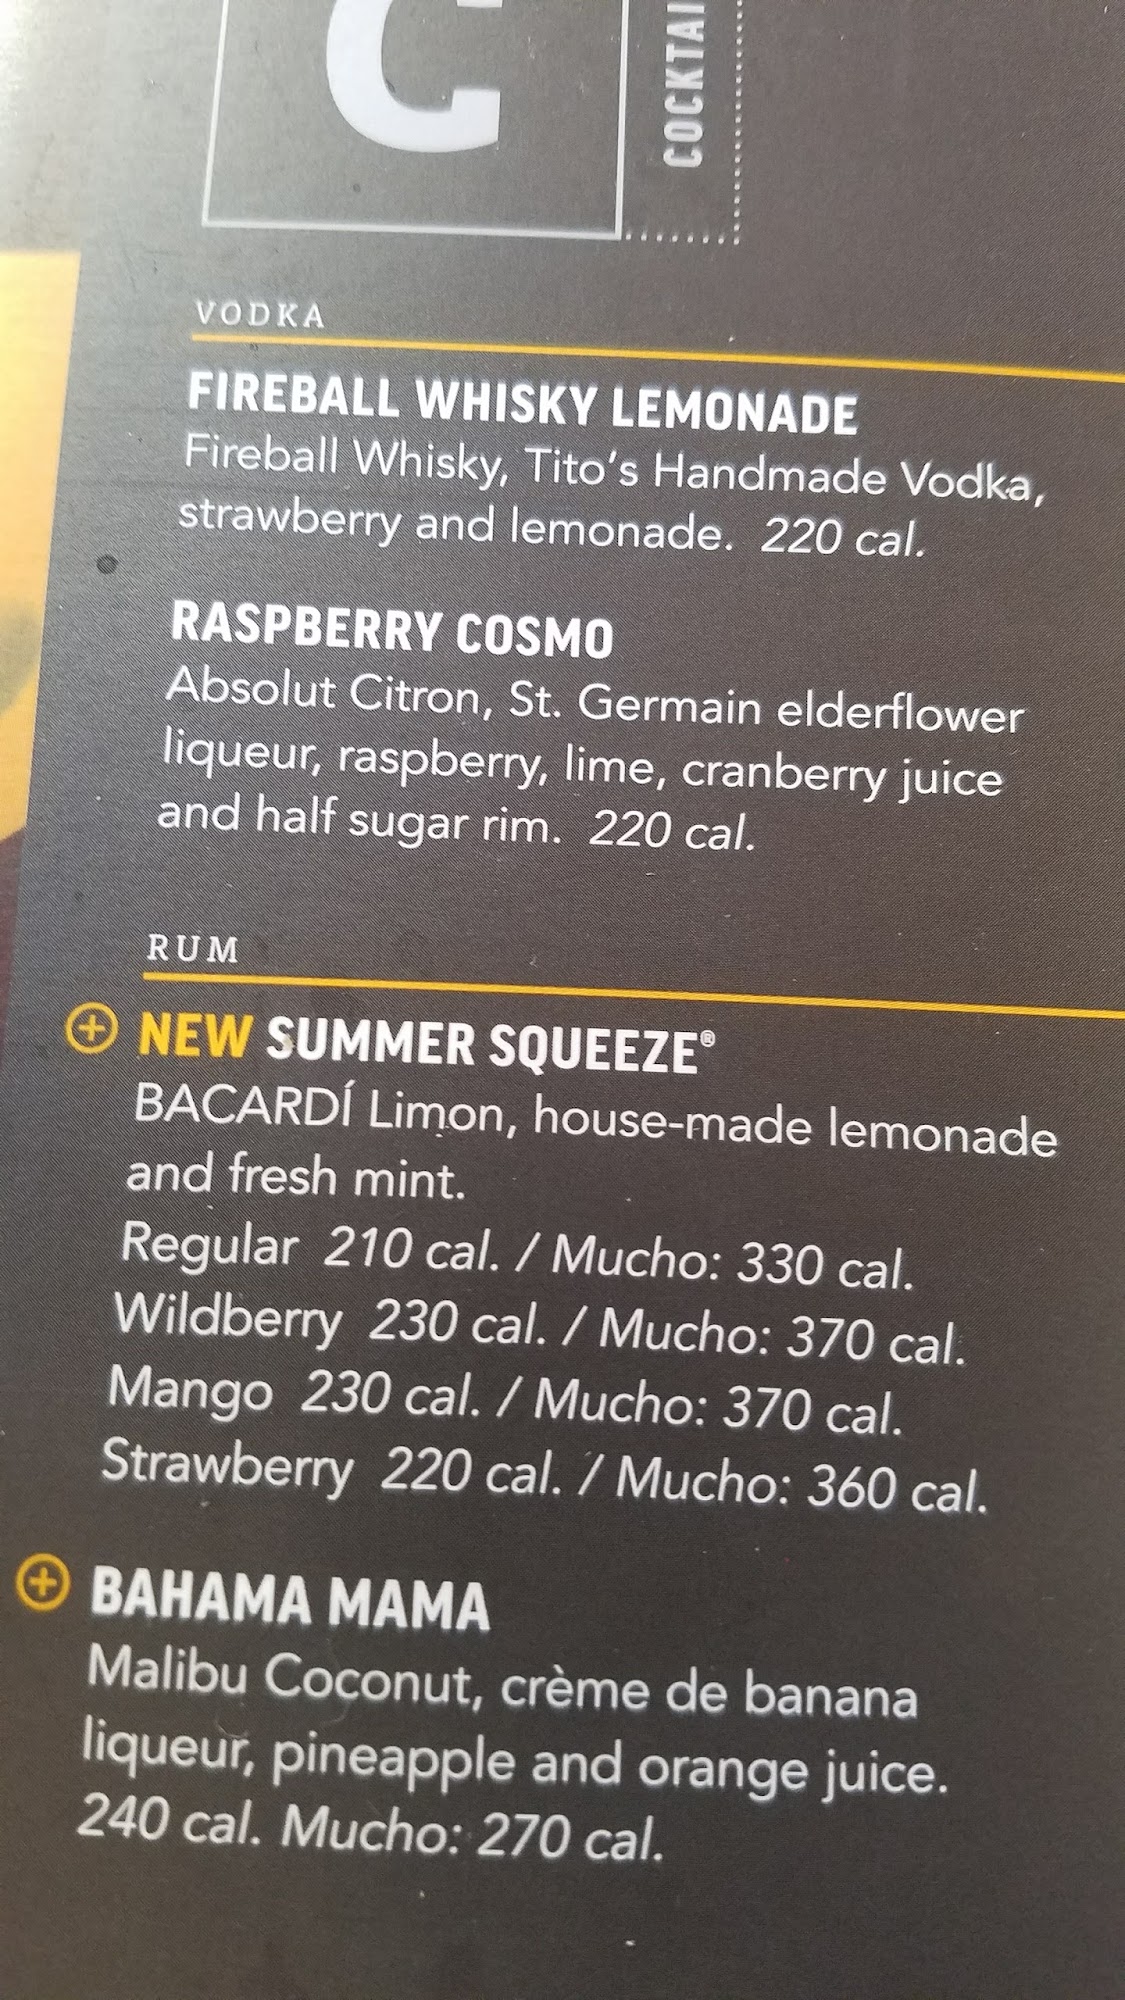 C
COCKTAI
VODKA
FIREBALL WHISKY LEMONADE
Fireball Whisky, Tito's Handmade Vodka,
strawberry and lemonade. 220 cal.
RASPBERRY COSMO
Absolut Citron, St. Germain elderflower
liqueur, raspberry, lime, cranberry juice
and half sugar rim. 220 cal.
RUM
NEW SUMMER SQUEEZE®
BACARDÍ Limon, house-made lemonade
and fresh mint.
Regular 210 cal. / Mucho: 330 cal.
Wildberry 230 cal. / Mucho: 370 cal.
Mango 230 cal. / Mucho: 370 cal.
Strawberry 220 cal. / Mucho: 360 cal.
BAHAMA MAMA
Malibu Coconut, crème de banana
liqueur, pineapple and orange juice.
240 cal. Mucho: 270 cal.